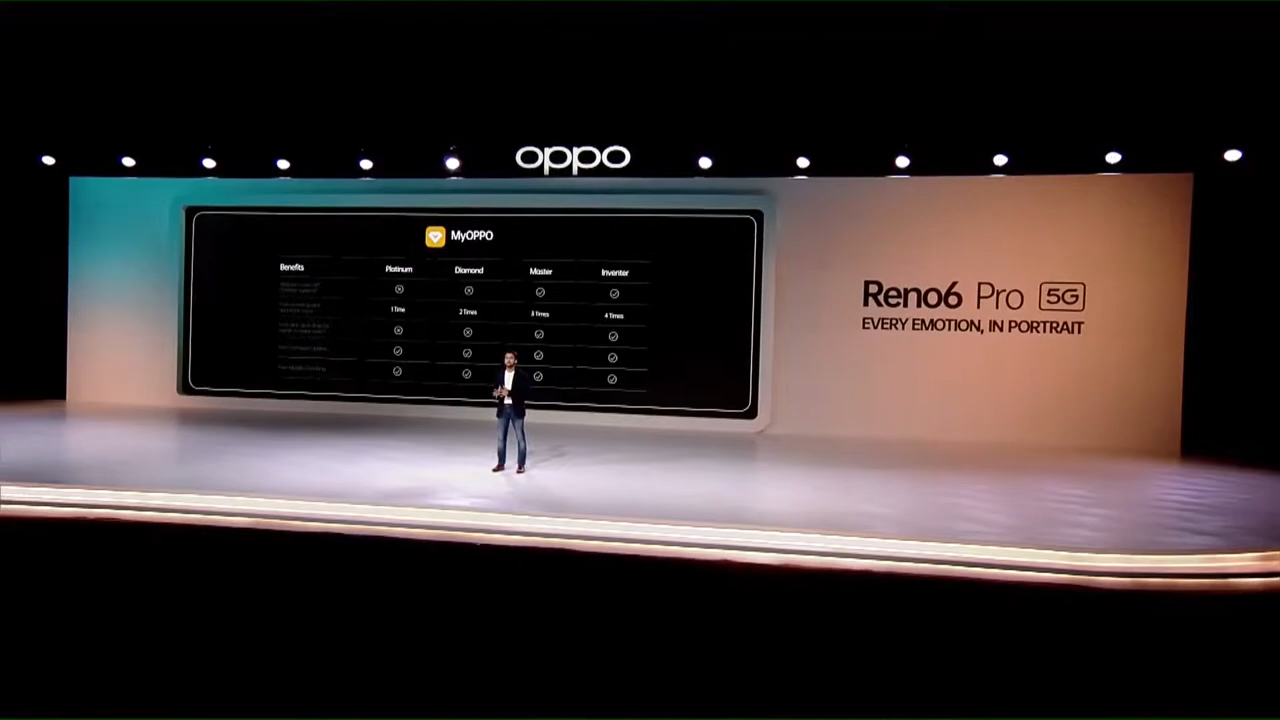 oppo
MyOPPO
Benefits Platinum Diamond Master Inventer
1 Time 2 Times 3 Times 4 Times
Reno6 Pro 5G
EVERY EMOTION, IN PORTRAIT